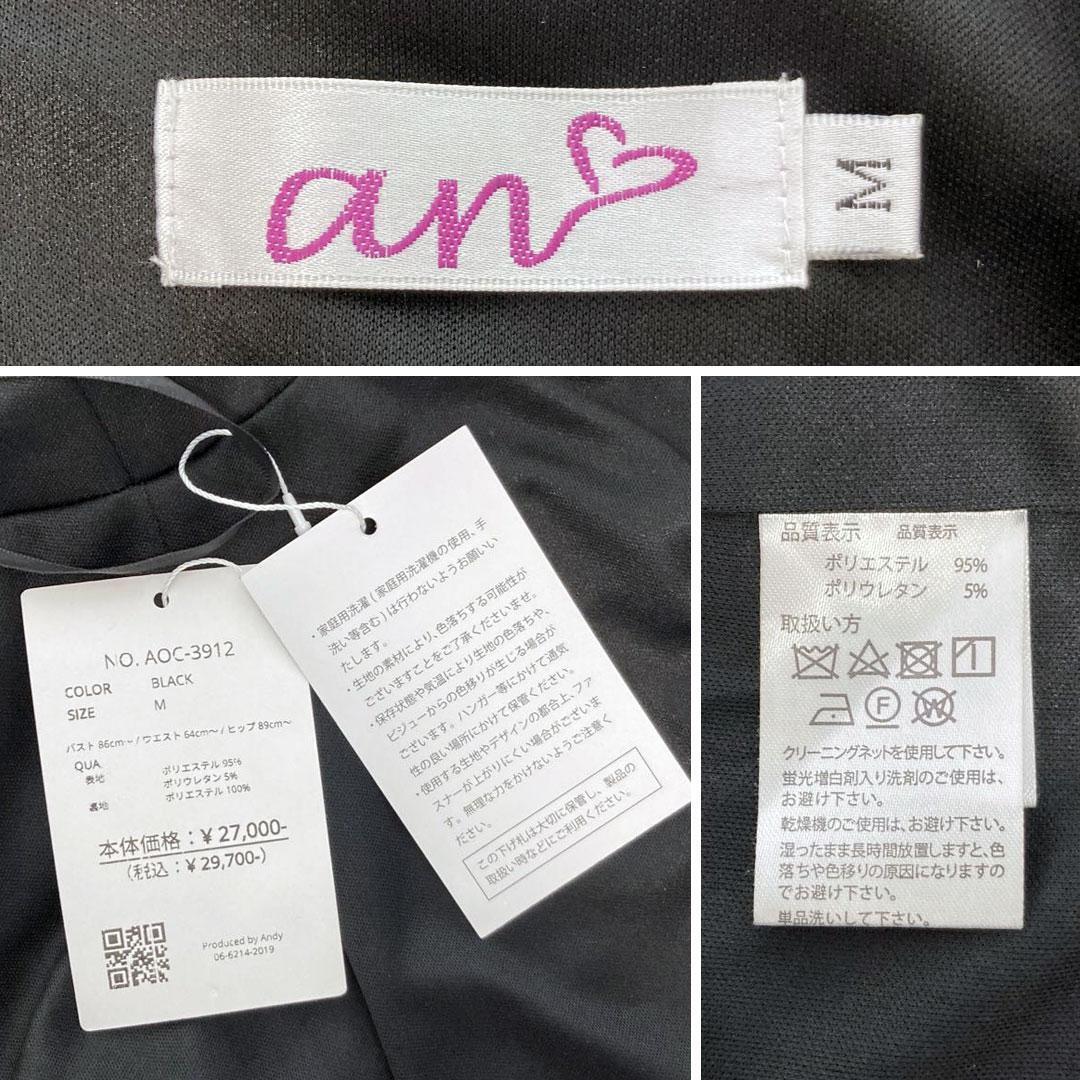 an
M
NO. AOC-3912
COLOR BLACK
SIZE M
バスト 86cm〜 / ウエスト 64cm〜 / ヒップ 89cm〜
QUA
表地 ポリエステル 95%
ポリウレタン 5%
裏地 ポリエステル 100%
本体価格：¥ 27,000-
(税込：¥ 29,700-)
Produced by Andy
06-6214-2019
・家庭用洗濯 ( 家庭用洗濯機の使用、手
洗い等含む) は行わないようお願いい
たします。
・生地の素材により、色落ちする可能性が
ございますことをご了承くださいませ。
・保存状態や気温により生地の色落ちや、
ビジューからの色移りが生じる場合が
ございます。ハンガー等にかけて通気
性の良い場所にかけて保管ください。
・使用する生地やデザインの都合上、ファ
スナーが上がりにくい場合がございま
す。無理な力をかけないようご注意く
ださい。
この下げ札は大切に保管し、製品の
取扱い時などにご利用ください。
品質表示 品質表示
ポリエステル 95%
ポリウレタン 5%
取扱い方
F
W
クリーニングネットを使用して下さい。
蛍光増白剤入り洗剤のご使用は、
お避け下さい。
乾燥機のご使用は、お避け下さい。
湿ったまま長時間放置しますと、色
落ちや色移りの原因になりますの
でお避け下さい。
単品洗いして下さい。